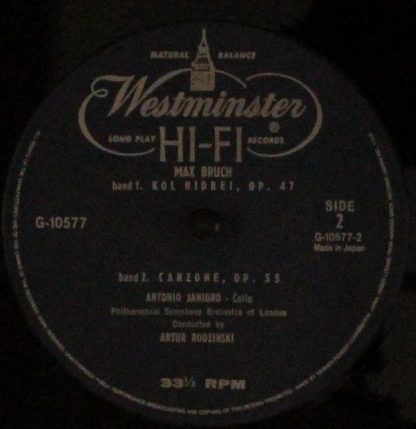 NATURAL BALANCE
Westminster ®
LONG PLAY HI-FI RECORDS
MAX BRUCH
band 1. KOL NIDREI, OP. 47
G-10577
SIDE
2
G-10577-2
Made in Japan
band 2. CANZONE, OP. 55
ANTONIO JANIGRO - Cello
Philharmonic Symphony Orchestra of London
Conducted by
ARTUR RODZINSKI
33⅓ RPM